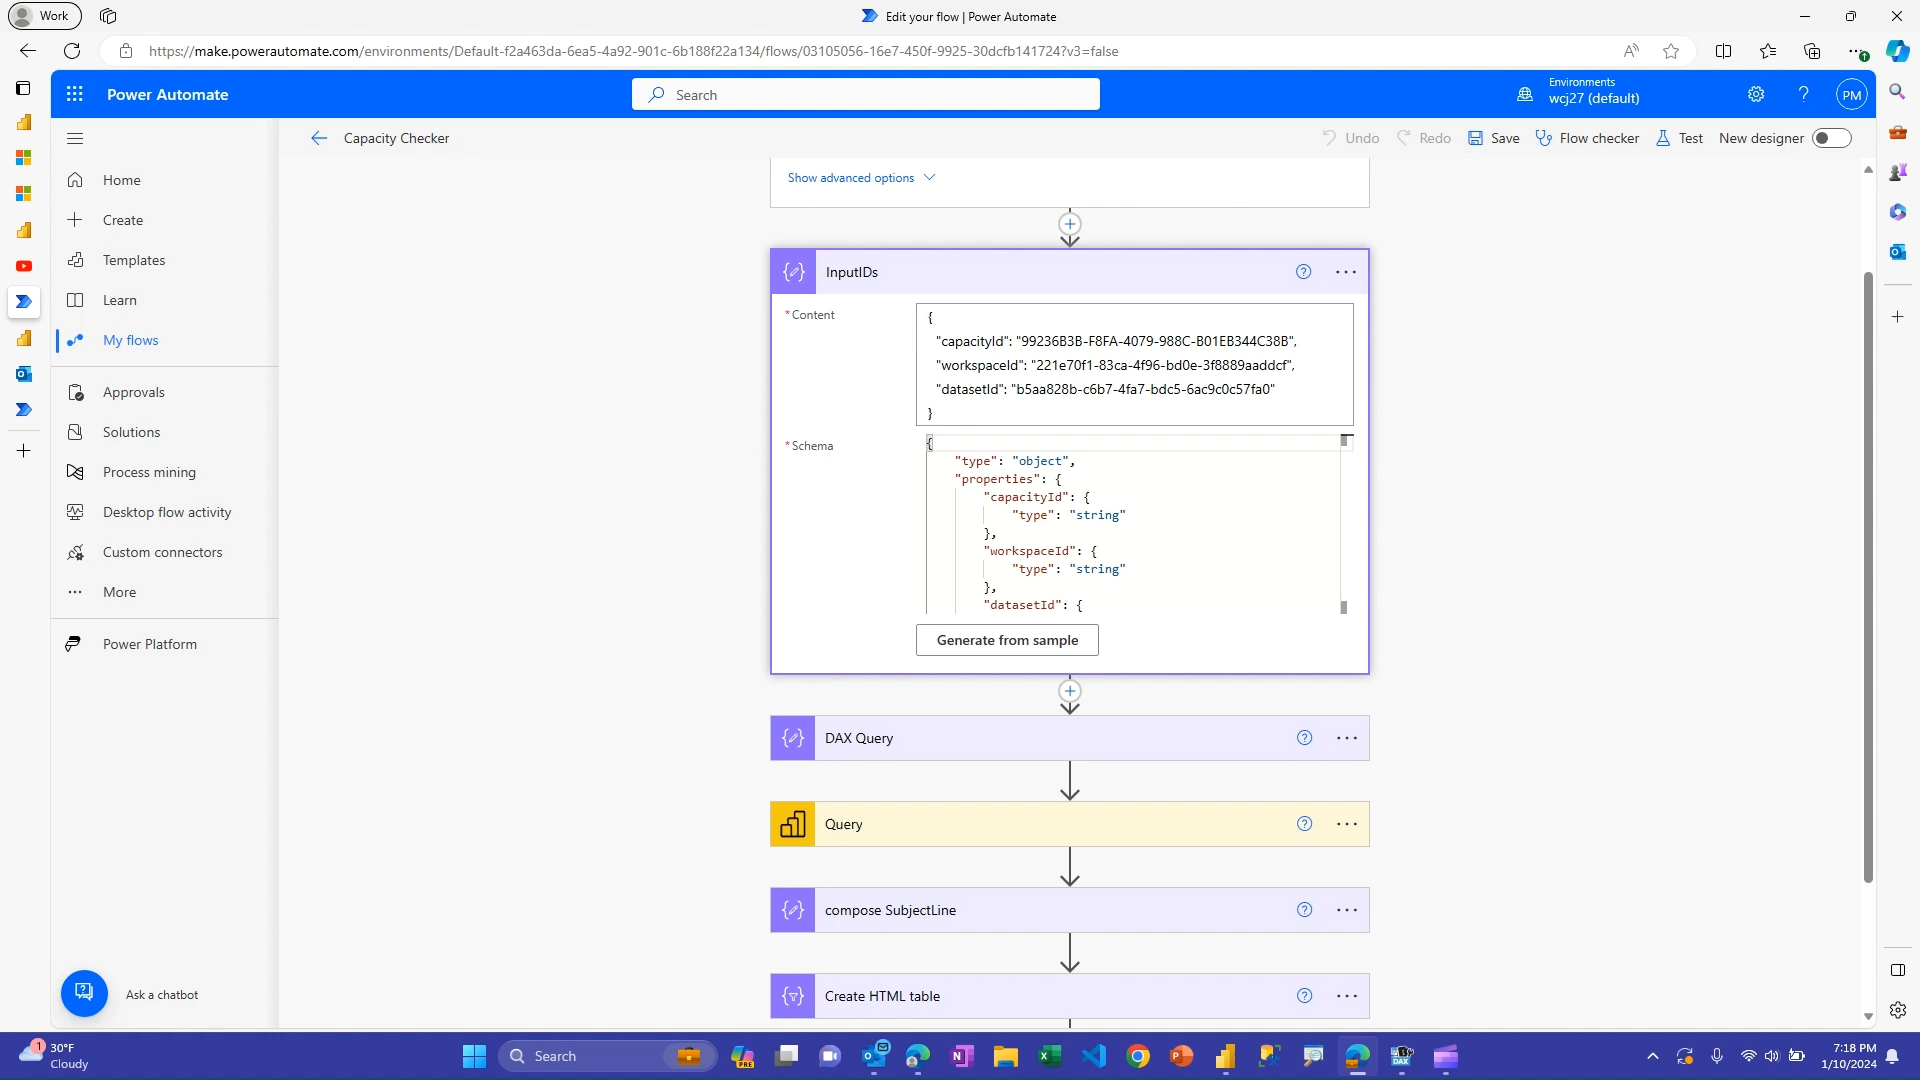 Work
Edit your flow | Power Automate
https://make.powerautomate.com/environments/Default-f2a463da-6ea5-4a92-901c-6b188f22a134/flows/03105056-16e7-450f-9925-30dcfb141724?v3=false
Power Automate
Search
Environments
wcj27 (default)
?
PM
Capacity Checker
Undo
Redo
Save
Flow checker
Test
New designer
Home
Create
Templates
Learn
My flows
Approvals
Solutions
Process mining
Desktop flow activity
Custom connectors
More
Power Platform
Ask a chatbot
Show advanced options
InputIDs
*Content
{
"capacityId": "99236B3B-F8FA-4079-988C-B01EB344C38B",
"workspaceId": "221e70f1-83ca-4f96-bd0e-3f8889aaddcf",
"datasetId": "b5aa828b-c6b7-4fa7-bdc5-6ac9c0c57fa0"
}
*Schema
{
"type": "object",
"properties": {
"capacityId": {
"type": "string"
},
"workspaceId": {
"type": "string"
},
"datasetId": {
Generate from sample
DAX Query
Query
compose SubjectLine
Create HTML table
1
30°F
Cloudy
Search
PRE
DAX
7:18 PM
1/10/2024